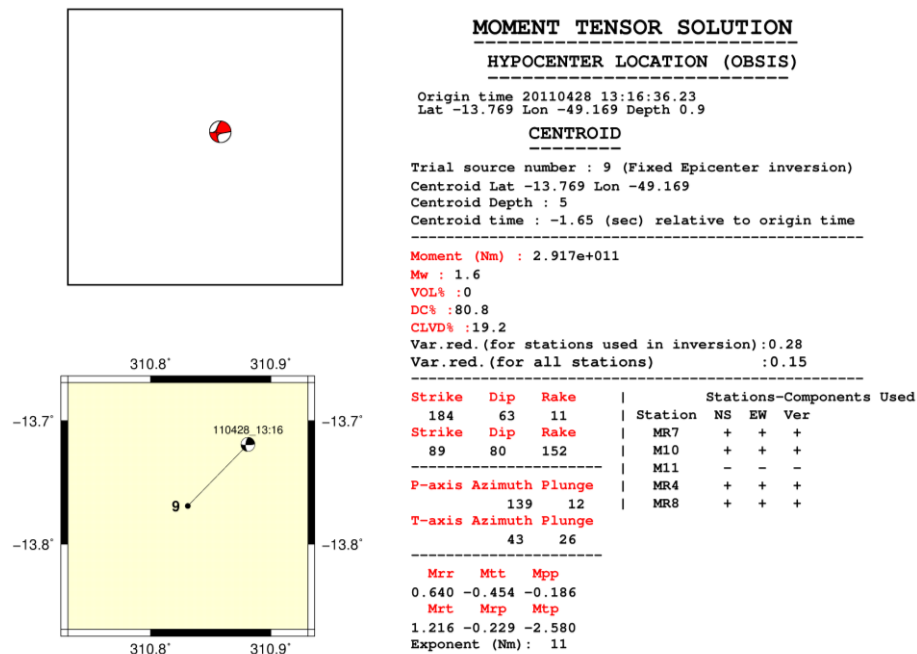 MOMENT TENSOR SOLUTION
HYPOCENTER LOCATION (OBSIS)
Origin time 20110428 13:16:36.23
Lat -13.769 Lon -49.169 Depth 0.9
CENTROID
Trial source number : 9 (Fixed Epicenter inversion)
Centroid Lat -13.769 Lon -49.169
Centroid Depth : 5
Centroid time : -1.65 (sec) relative to origin time
Moment (Nm) : 2.917e+011
Mw : 1.6
VOL% :0
DC% :80.8
CLVD% :19.2
Var.red.(for stations used in inversion):0.28
Var.red.(for all stations) :0.15
Strike Dip Rake | Stations-Components Used
184 63 11 | Station NS EW Ver
Strike Dip Rake | MR7 + + +
89 80 152 | M10 + + +
| M11 - - -
P-axis Azimuth Plunge | MR4 + + +
139 12 | MR8 + + +
T-axis Azimuth Plunge
43 26
Mrr Mtt Mpp
0.640 -0.454 -0.186
Mrt Mrp Mtp
1.216 -0.229 -2.580
Exponent (Nm): 11
310.8° 310.9°
-13.7° -13.7°
110428_13:16
9
-13.8° -13.8°
310.8° 310.9°